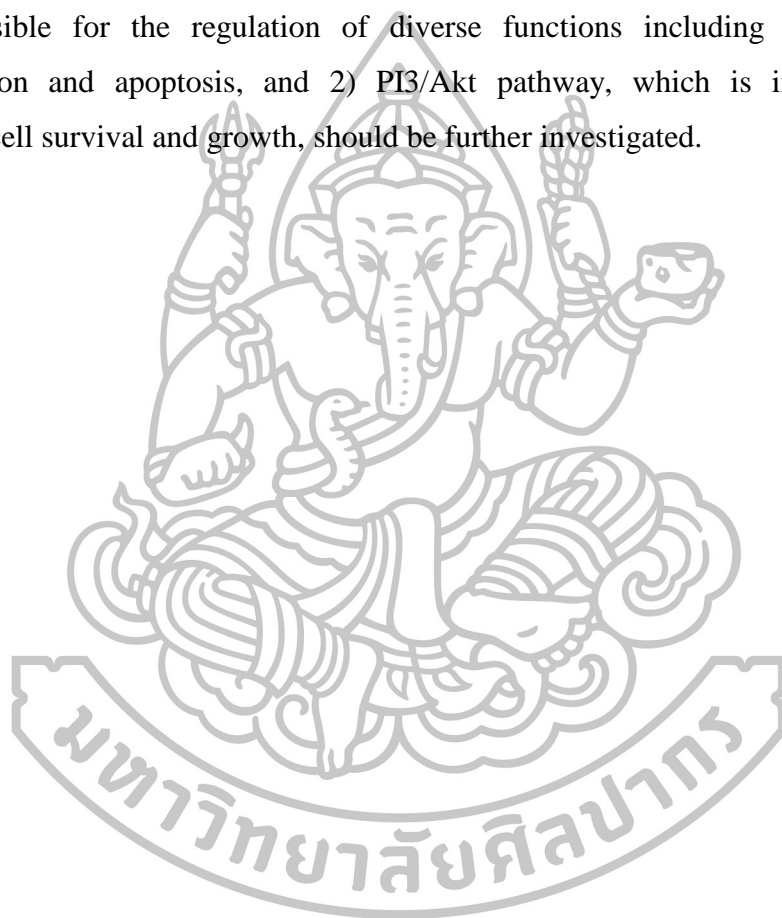 sible for the regulation of diverse functions including
on and apoptosis, and 2) PI3/Akt pathway, which is i
cell survival and growth, should be further investigated.
มหาวิทยาลัยศิลปากร